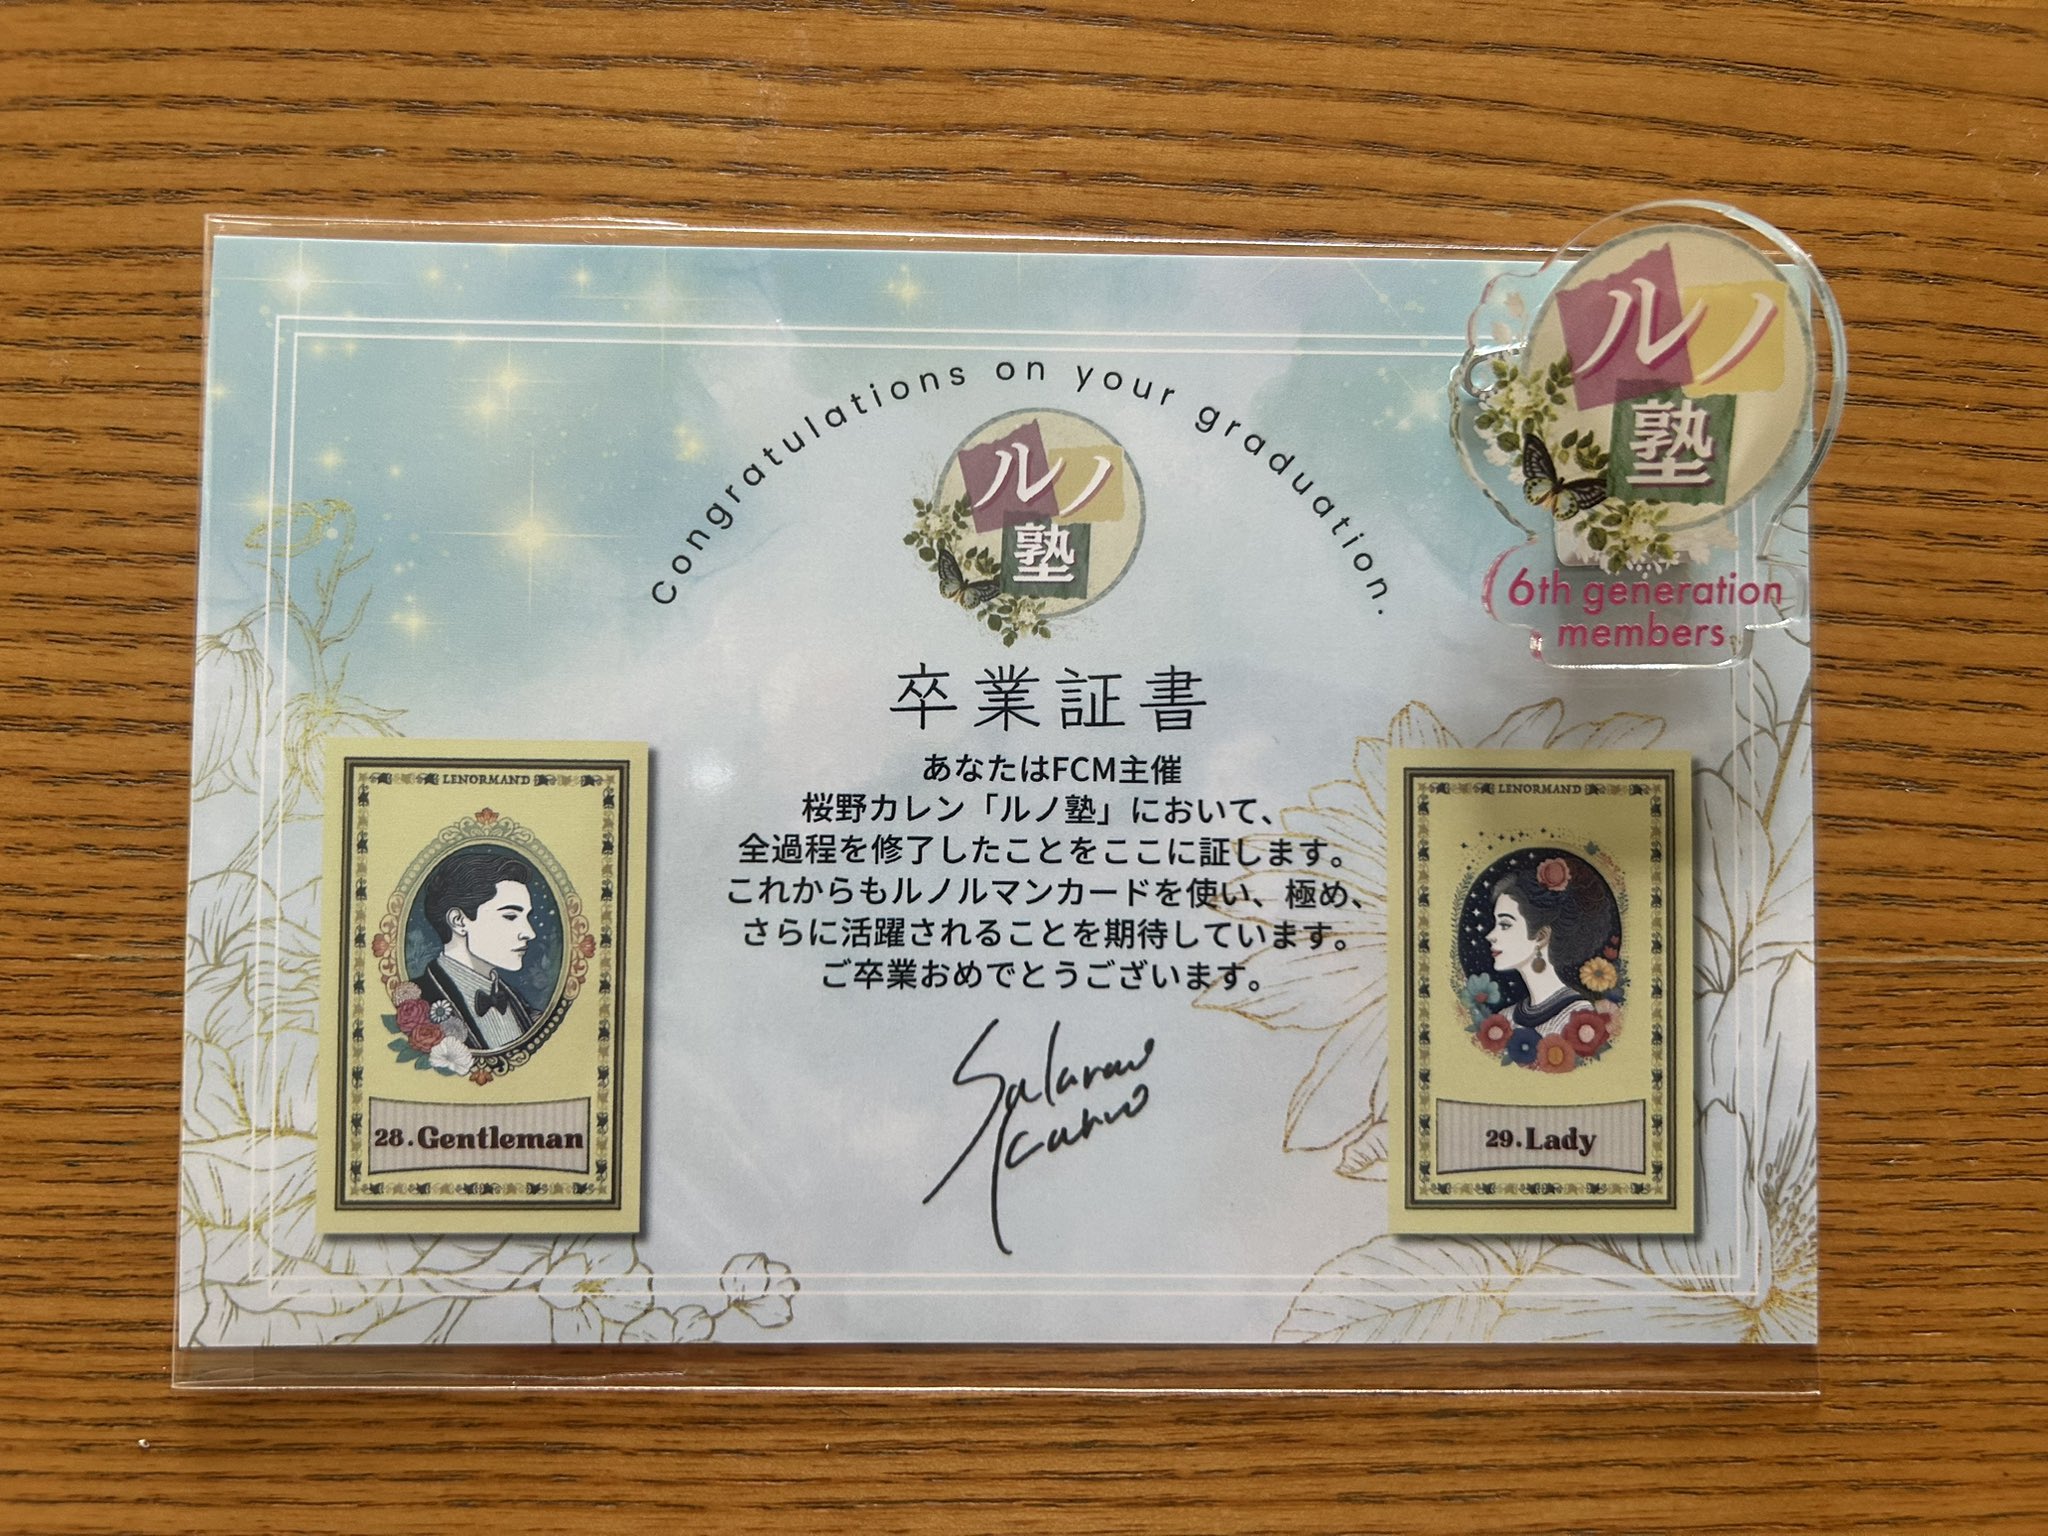 Congratulations on your graduation.
ルノ
塾
ルノ
塾
6th generation
members
卒業証書
あなたはFCM主催
桜野カレン「ルノ塾」において、
全過程を修了したことをここに証します。
これからもルノルマンカードを使い、極め、
さらに活躍されることを期待しています。
ご卒業おめでとうございます。
LENORMAND
28.Gentleman
LENORMAND
29.Lady